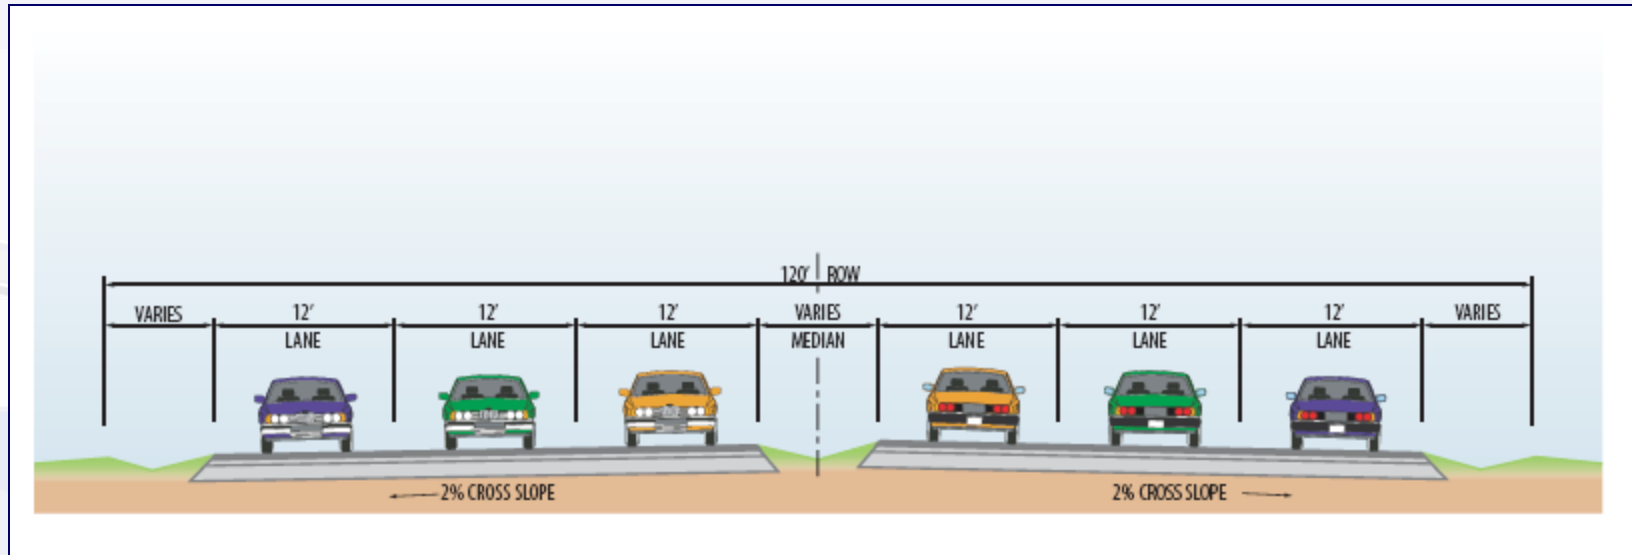 120' ROW
VARIES 12' 12' 12' VARIES 12' 12' 12' VARIES
LANE LANE LANE MEDIAN LANE LANE LANE
2% CROSS SLOPE 2% CROSS SLOPE